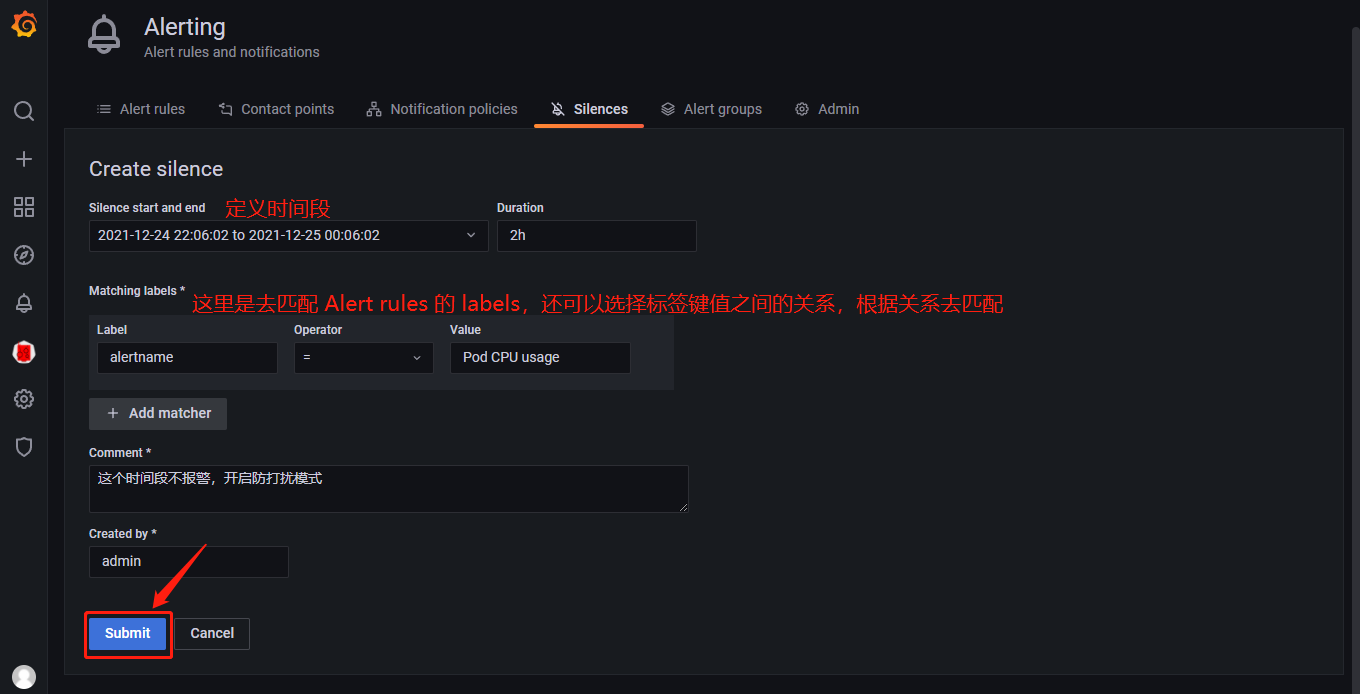 Alerting
Alert rules and notifications
Alert rules
Contact points
Notification policies
Silences
Alert groups
Admin
Create silence
Silence start and end
定义时间段
Duration
2021-12-24 22:06:02 to 2021-12-25 00:06:02
2h
Matching labels *
这里是去匹配 Alert rules 的 labels，还可以选择标签键值之间的关系，根据关系去匹配
Label
Operator
Value
alertname
=
Pod CPU usage
+ Add matcher
Comment *
这个时间段不报警，开启防打扰模式
Created by *
admin
Submit
Cancel